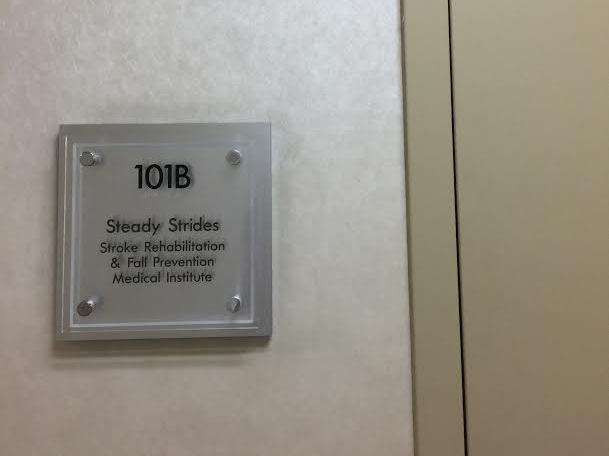 101B
Steady Strides
Stroke Rehabilitation
& Fall Prevention
Medical Institute